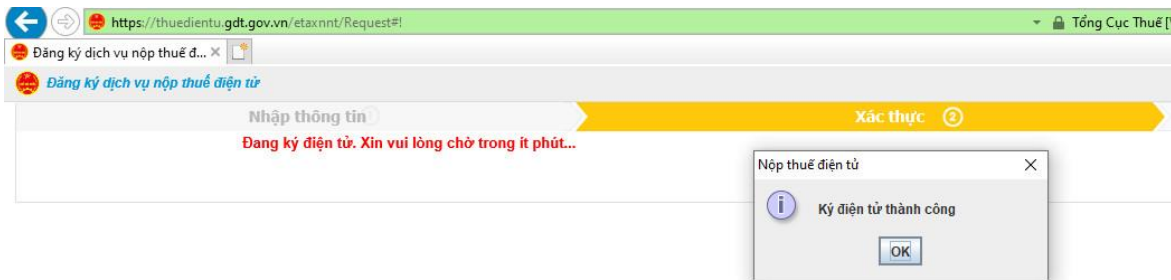 https://thuedientu.gdt.gov.vn/etaxnnt/Request#!
Tổng Cục Thuế [
Đăng ký dịch vụ nộp thuế đ...
Đăng ký dịch vụ nộp thuế điện tử
Nhập thông tin 1
Xác thực 2
Đang ký điện tử. Xin vui lòng chờ trong ít phút...
Nộp thuế điện tử
Ký điện tử thành công
OK